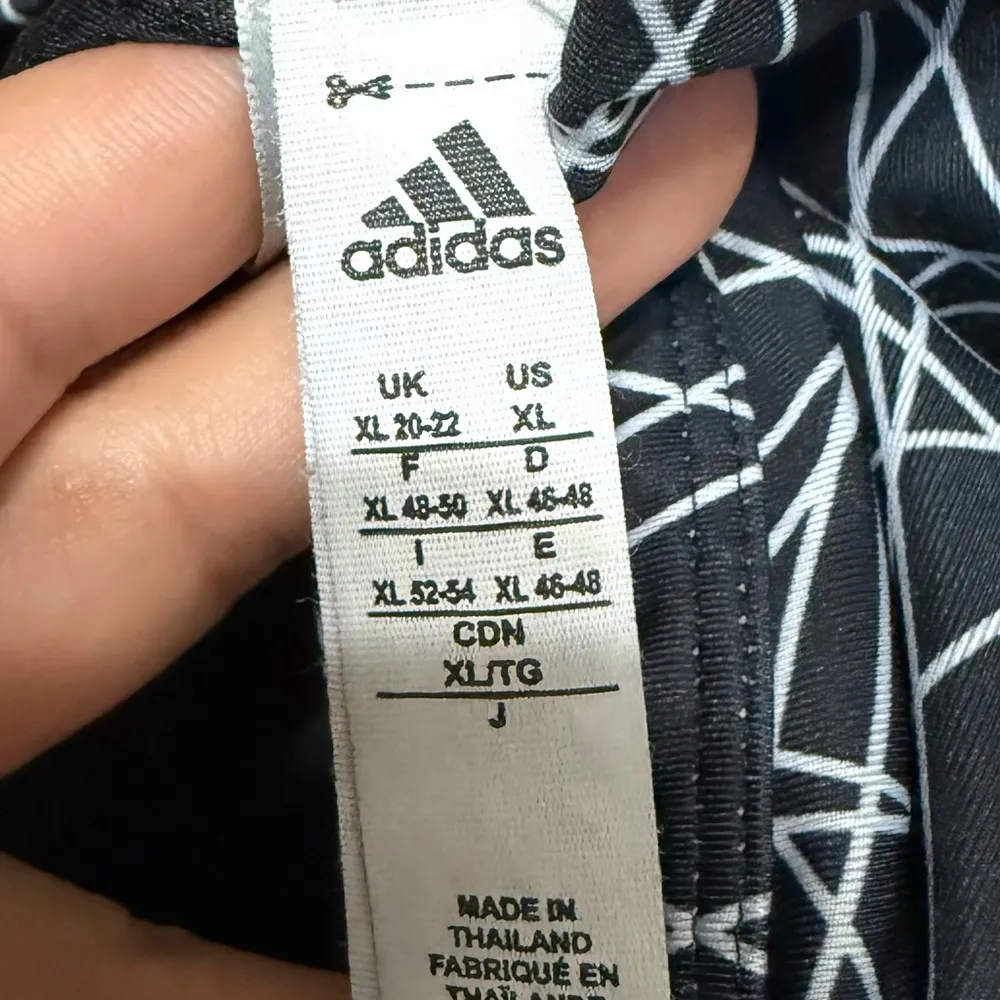 adidas
UK US
XL 20-22 XL
F D
XL 48-50 XL 46-48
I E
XL 52-54 XL 46-48
CDN
XL/TG
J
MADE IN
THAILAND
FABRIQUÉ EN
THAÏLANDE